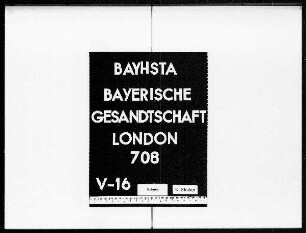 BAYHSTA
BAYERISCHE
GESANDTSCHAFT
LONDON
708
V-16